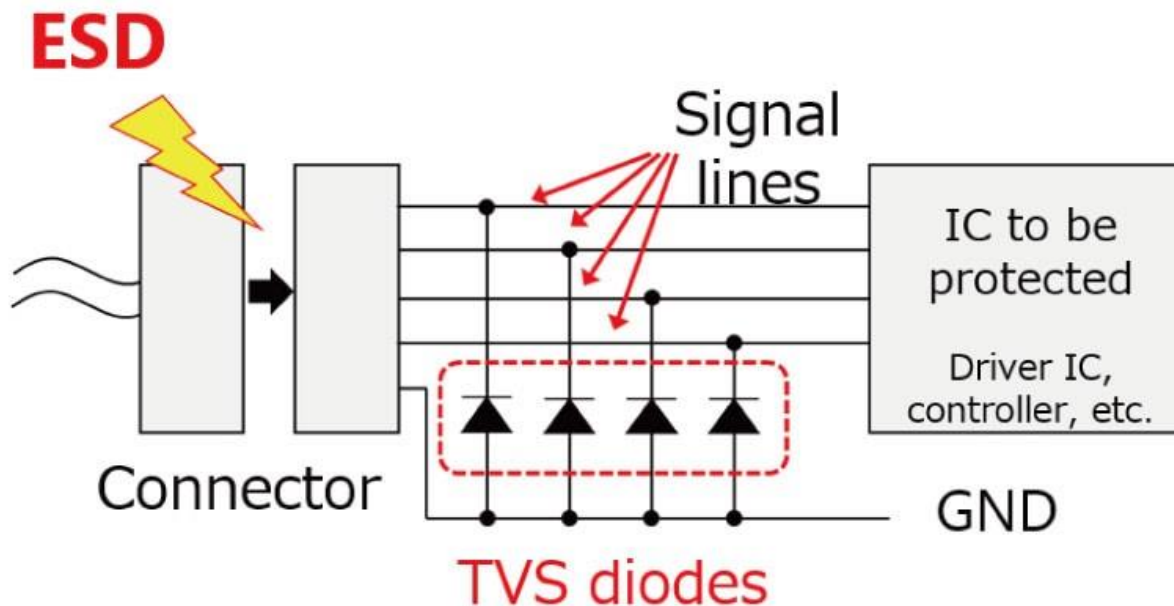 ESD
Signal
lines
IC to be
protected
Driver IC,
controller, etc.
Connector
GND
TVS diodes